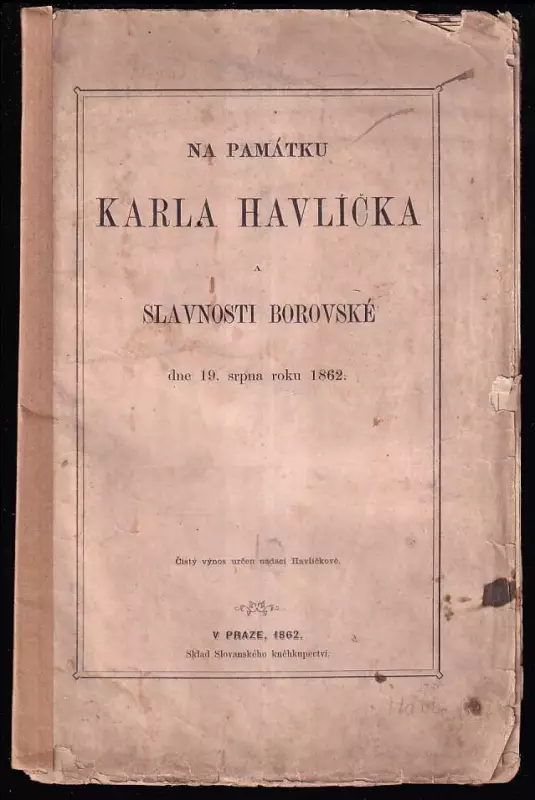 NA PAMÁTKU
KARLA HAVLÍČKA
A
SLAVNOSTI BOROVSKÉ
dne 19. srpna roku 1862.
Čistý výnos určen nadaci Havlíčkově.
V PRAZE, 1862.
Sklad Slovanského kněhkupectví.